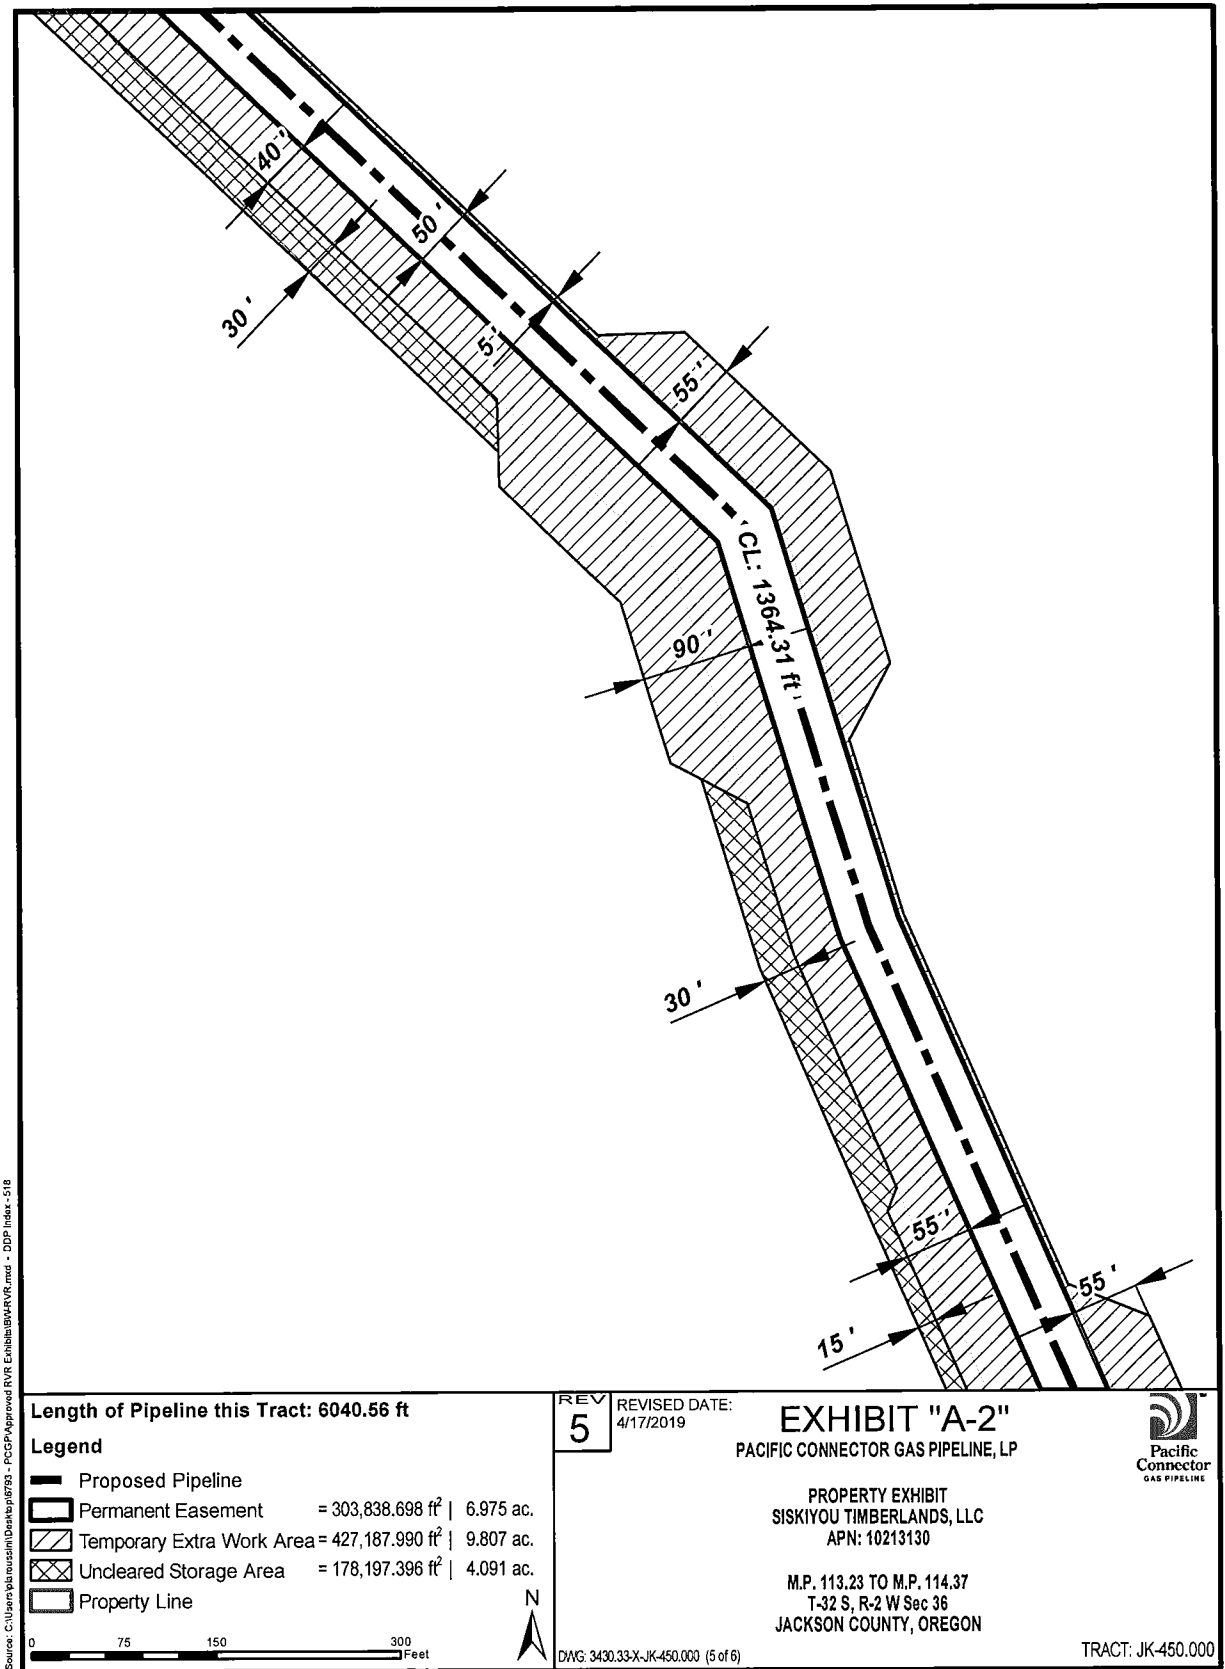 40'
50'
30'
5'
55'
CL: 1364.31 ft
90'
30'
55'
55'
15'
Source: C:\Users\plaroussini\Desktop\6793 - PCGP\Approved RVR Exhibits\BW-RVR.mxd - DDP Index - 518
Length of Pipeline this Tract: 6040.56 ft
Legend
Proposed Pipeline
Permanent Easement = 303,838.698 ft² | 6.975 ac.
Temporary Extra Work Area = 427,187.990 ft² | 9.807 ac.
Uncleared Storage Area = 178,197.396 ft² | 4.091 ac.
Property Line
N
0 75 150 300
Feet
REV
5
REVISED DATE:
4/17/2019
EXHIBIT "A-2"
PACIFIC CONNECTOR GAS PIPELINE, LP
PROPERTY EXHIBIT
SISKIYOU TIMBERLANDS, LLC
APN: 10213130
M.P. 113.23 TO M.P. 114.37
T-32 S, R-2 W Sec 36
JACKSON COUNTY, OREGON
DWG: 3430.33-X-JK-450.000 (5 of 6)
Pacific
Connector
GAS PIPELINE
TRACT: JK-450.000